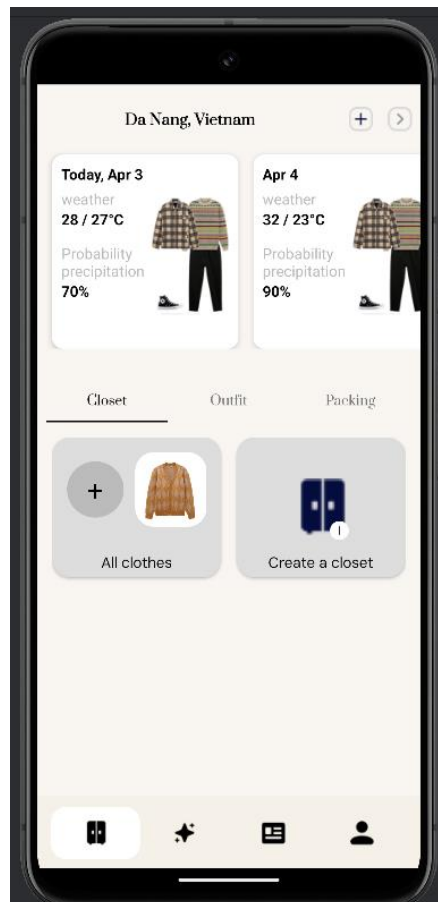 Da Nang, Vietnam
Today, Apr 3
weather
28 / 27°C
Probability
precipitation
70%
Apr 4
weather
32 / 23°C
Probability
precipitation
90%
Closet
Outfit
Packing
All clothes
Create a closet